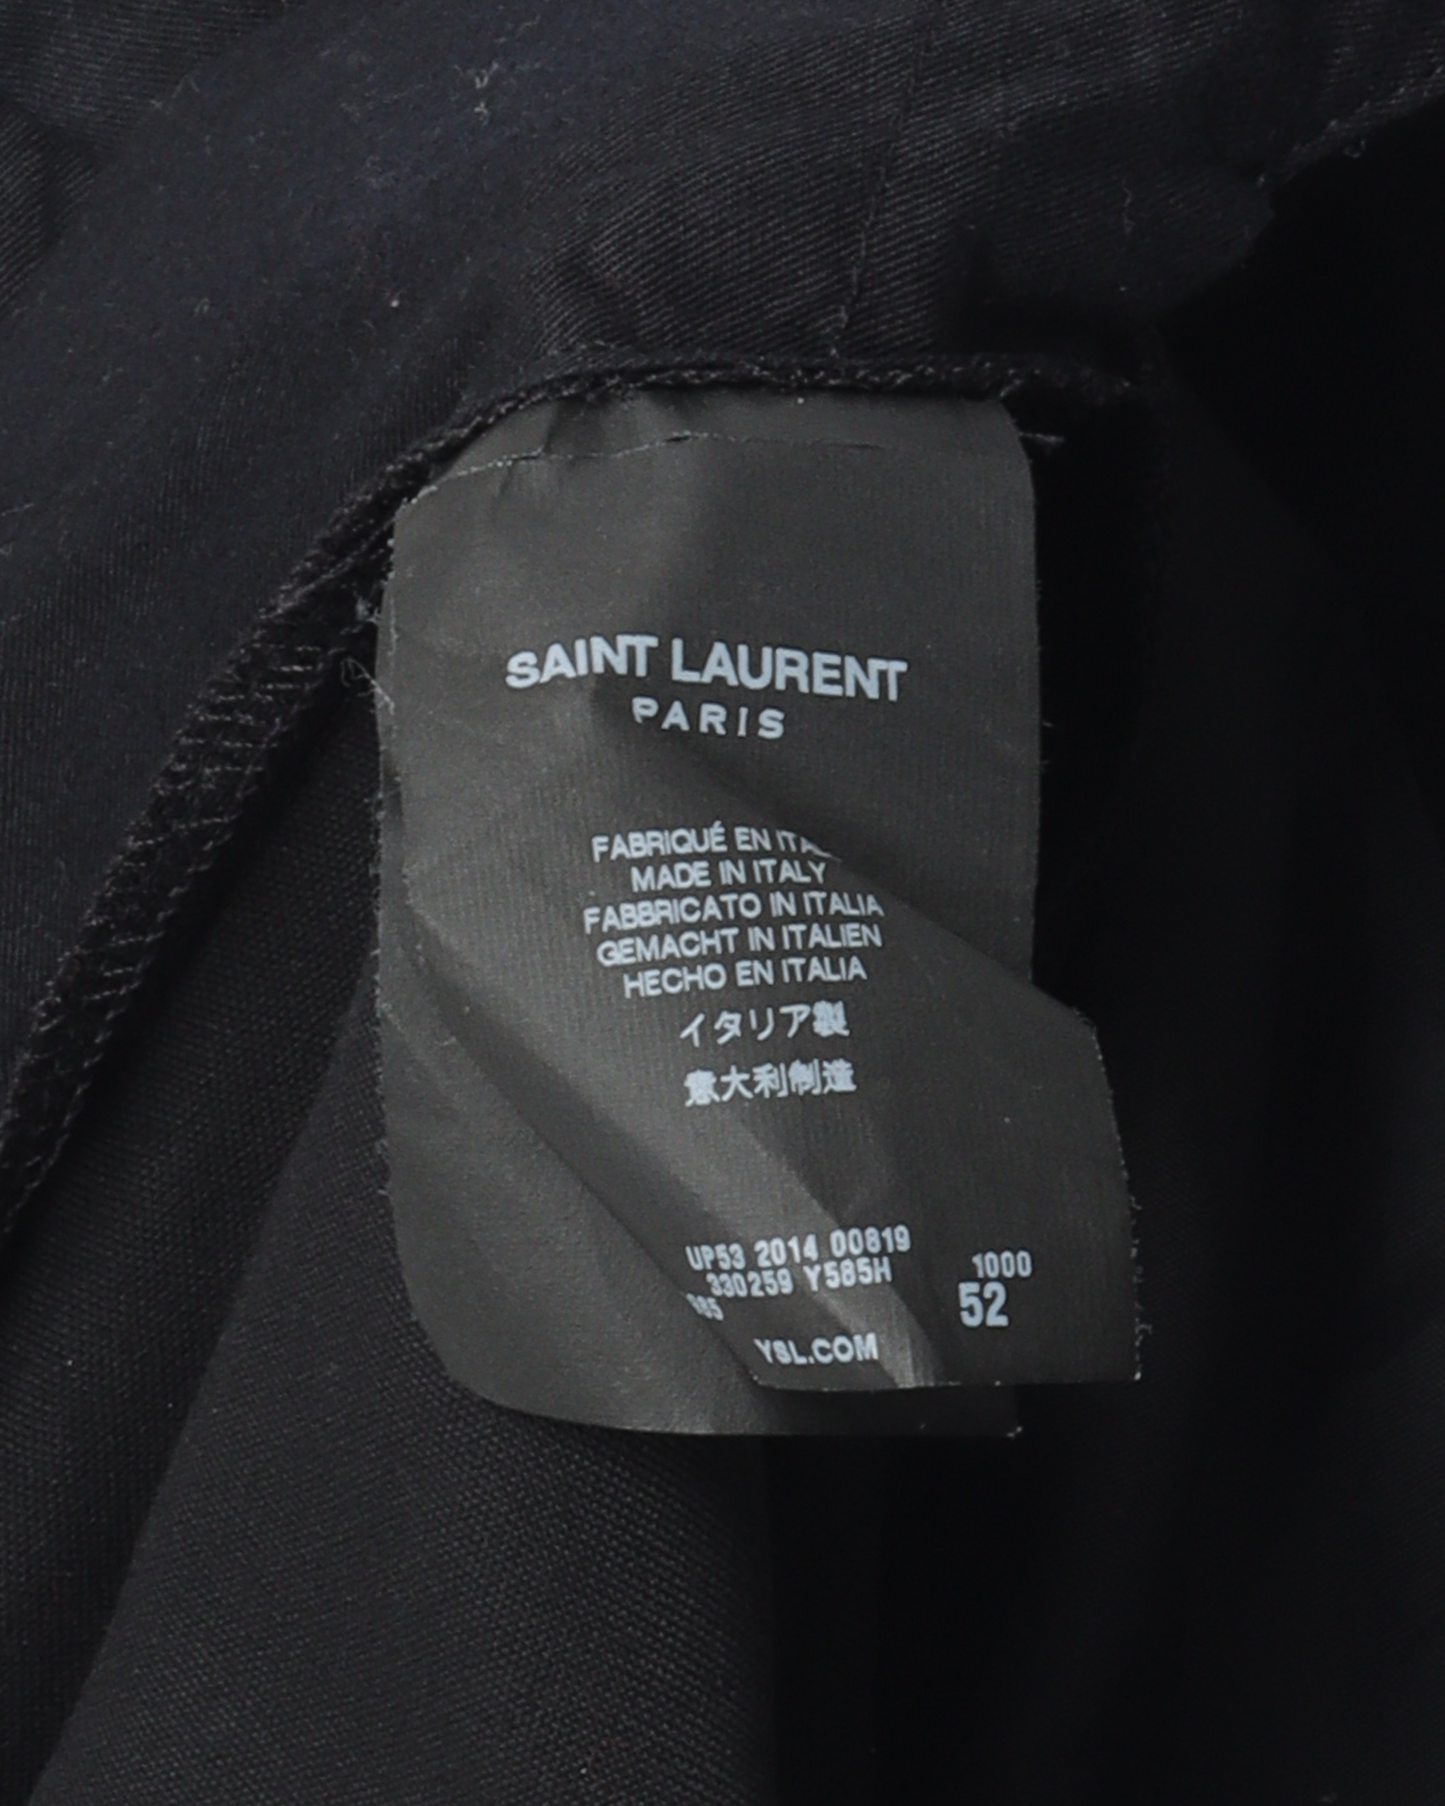 SAINT LAURENT
PARIS
FABRIQUÉ EN
MADE IN ITALY
FABBRICATO IN ITALIA
GEMACHT IN ITALIEN
HECHO EN ITALIA
イタリア製
意大利制造
UP53 2014 00819
330259 Y585H 1000
52
YSL.COM